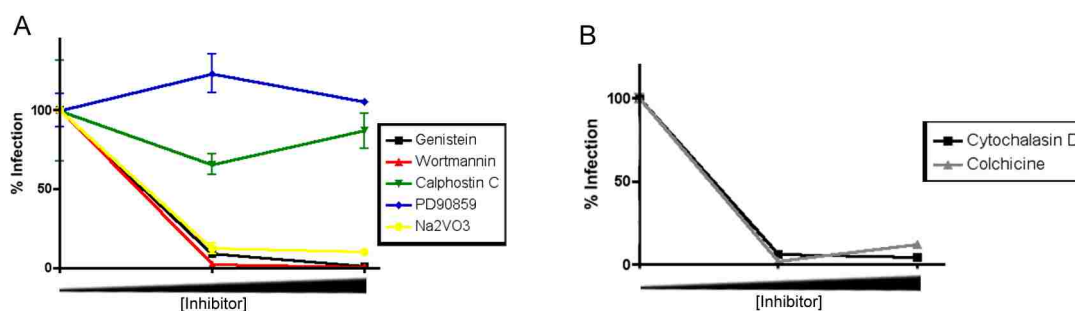 A
% Infection
100
50
0
Genistein
Wortmannin
Calphostin C
PD90859
Na2VO3
[Inhibitor]
B
% Infection
100
50
0
Cytochalasin D
Colchicine
[Inhibitor]